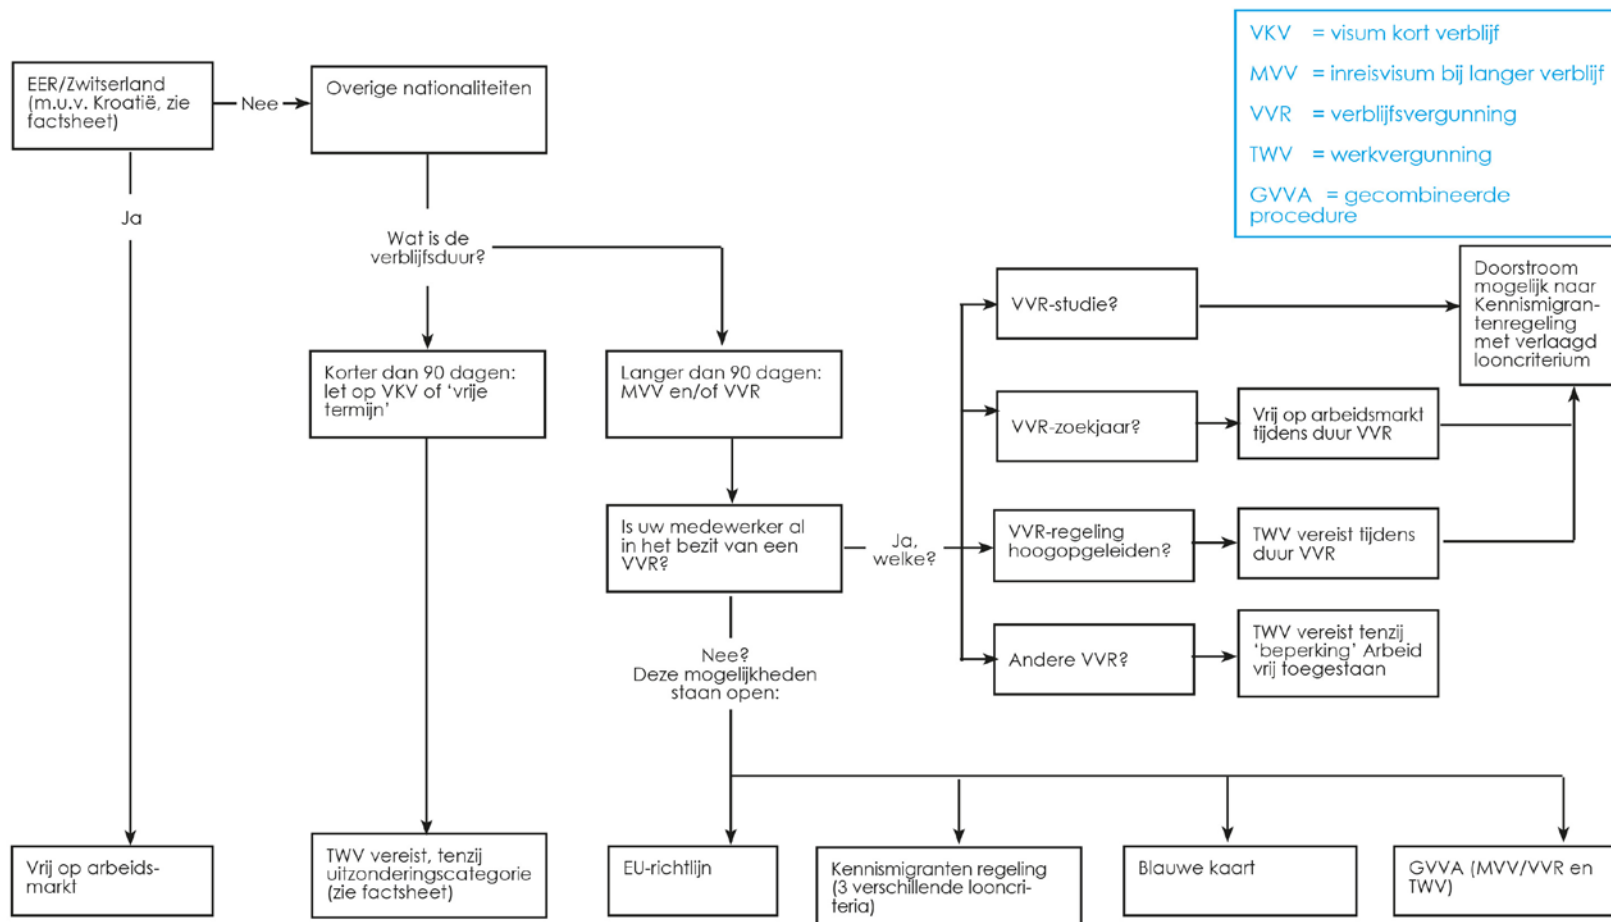 VKV = visum kort verblijf
MVV = inreisvisum bij langer verblijf
VVR = verblijfsvergunning
TWV = werkvergunning
GVVA = gecombineerde
procedure
EER/Zwitserland
(m.u.v. Kroatië, zie
factsheet)
Nee
Overige nationaliteiten
Ja
Wat is de
verblijfsduur?
Korter dan 90 dagen:
let op VKV of ‘vrije
termijn’
Langer dan 90 dagen:
MVV en/of VVR
Is uw medewerker al
in het bezit van een
VVR?
Ja,
welke?
VVR-studie?
Doorstroom
mogelijk naar
Kennismigran-
tenregeling
met verlaagd
looncriterium
VVR-zoekjaar?
Vrij op arbeidsmarkt
tijdens duur VVR
VVR-regeling
hoogopgeleiden?
TWV vereist tijdens
duur VVR
Andere VVR?
TWV vereist tenzij
‘beperking’ Arbeid
vrij toegestaan
Nee?
Deze mogelijkheden
staan open:
Vrij op arbeids-
markt
TWV vereist, tenzij
uitzonderingscategorie
(zie factsheet)
EU-richtlijn
Kennismigranten regeling
(3 verschillende looncri-
teria)
Blauwe kaart
GVVA (MVV/VVR en
TWV)